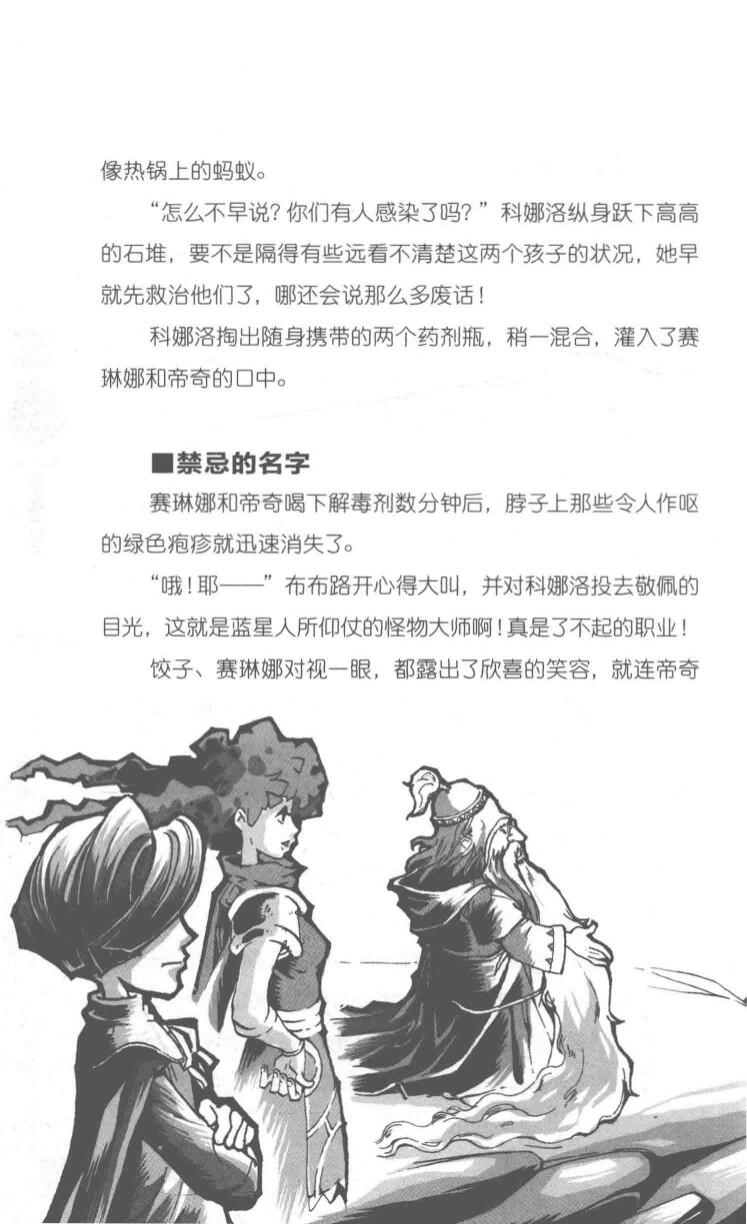 像热锅上的蚂蚁。
“怎么不早说？你们有人感染了吗？”科娜洛纵身跃下高高
的石堆，要不是隔得有些远看不清楚这两个孩子的状况，她早
就先救治他们了，哪还会说那么多废话！
科娜洛掏出随身携带的两个药剂瓶，稍一混合，灌入了赛
琳娜和帝奇的口中。
■禁忌的名字
赛琳娜和帝奇喝下解毒剂数分钟后，脖子上那些令人作呕
的绿色疱疹就迅速消失了。
“哦！耶——”布布路开心得大叫，并对科娜洛投去敬佩的
目光，这就是蓝星人所仰仗的怪物大师啊！真是了不起的职业！
饺子、赛琳娜对视一眼，都露出了欣喜的笑容，就连帝奇